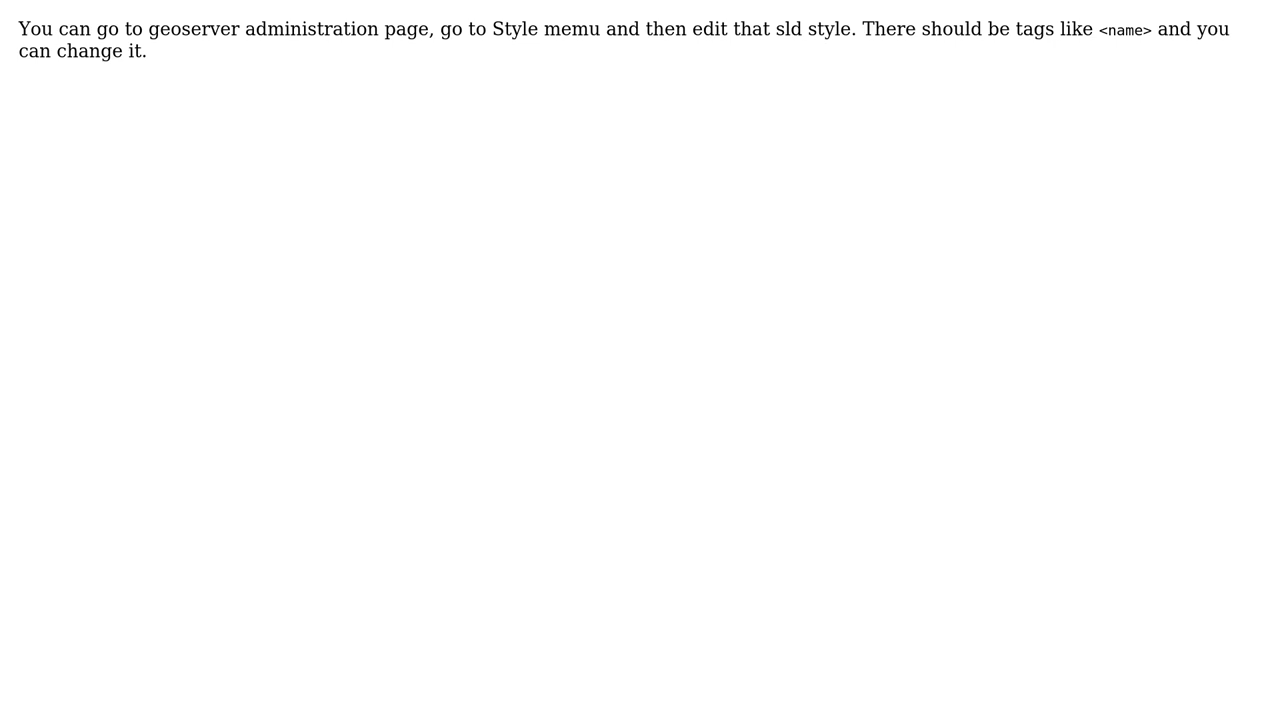 You can go to geoserver administration page, go to Style memu and then edit that sld style. There should be tags like <name> and you
can change it.